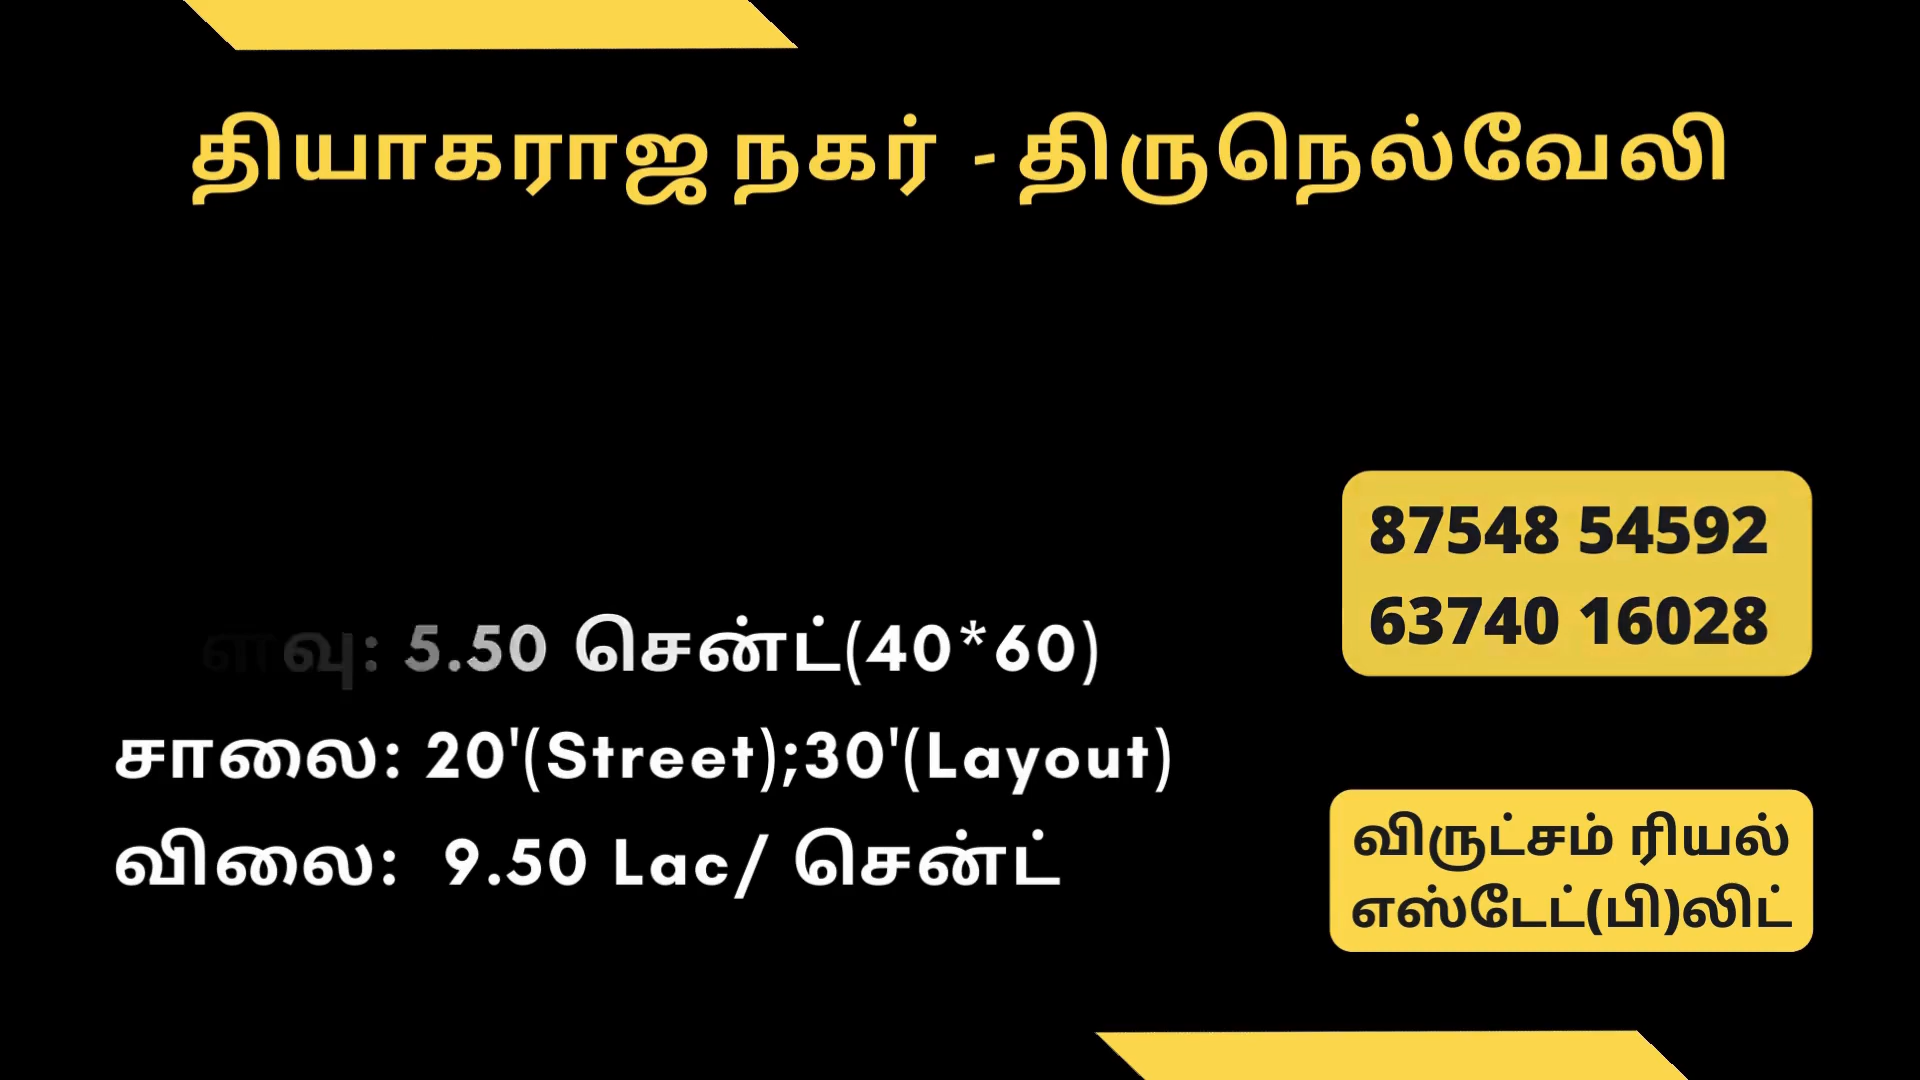 தியாகராஜ நகர் - திருநெல்வேலி
87548 54592
63740 16028
ளவு: 5.50 சென்ட்(40*60)
சாலை: 20'(Street);30'(Layout)
விலை: 9.50 Lac/ சென்ட்
விருட்சம் ரியல்
எஸ்டேட்(பி)லிட்